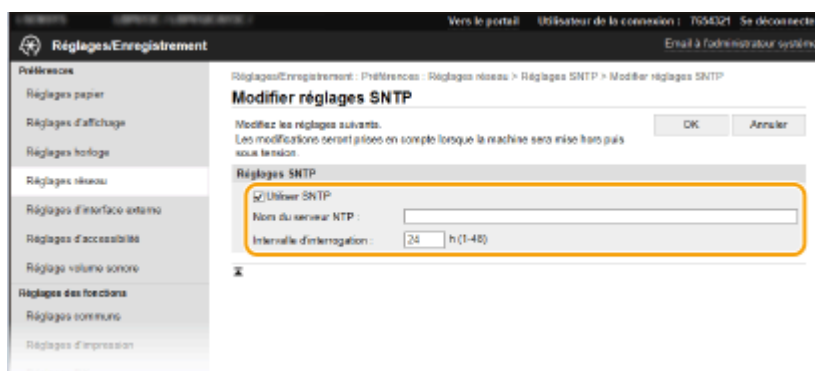 Vers le portail Utilisateur de la connexion : 7654321 Se déconnecte
Réglages/Enregistrement
Email à l'administrateur système
Préférences
Réglages papier
Réglages d'affichage
Réglages horloge
Réglages réseau
Réglages d'interface externe
Réglages d'accessibilité
Réglage volume sonore
Réglages des fonctions
Réglages communs
Réglages d'impression
Réglages/Enregistrement : Préférences : Réglages réseau > Réglages SNTP > Modifier réglages SNTP
Modifier réglages SNTP
Modifiez les réglages suivants.
Les modifications seront prises en compte lorsque la machine sera mise hors puis
sous tension.
OK Annuler
Réglages SNTP
Utiliser SNTP
Nom du serveur NTP :
Intervalle d'interrogation : 24 h (1-48)